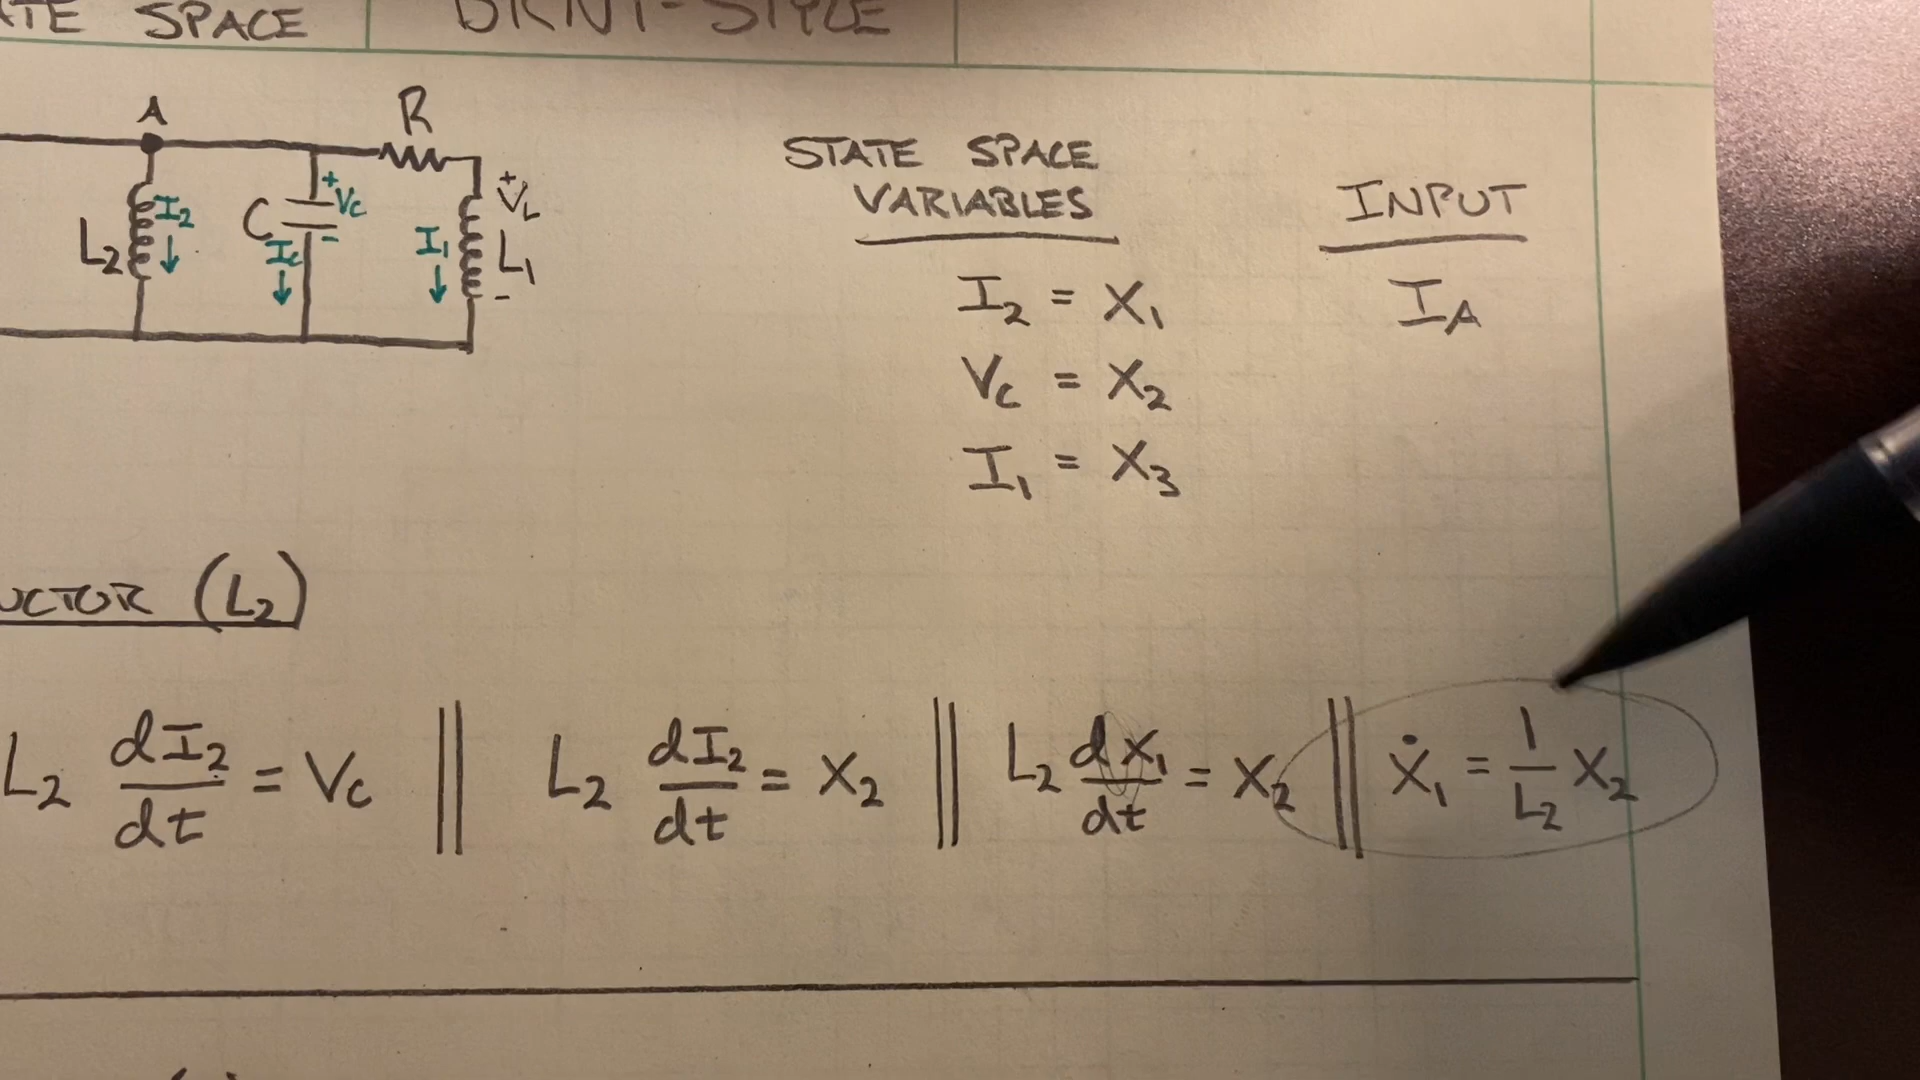 SPACE
A
R
+
VC
-
I2
L2
C
IC
I1
+
VL
L1
-
STATE SPACE
VARIABLES
I2 = X1
VC = X2
I1 = X3
INPUT
IA
(L2)
L2 dI2/dt = VC || L2 dI2/dt = X2 || L2 dX1/dt = X2 || Ẋ1 = 1/L2 X2